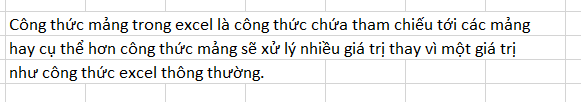 Công thức mảng trong excel là công thức chứa tham chiếu tới các mảng
hay cụ thể hơn công thức mảng sẽ xử lý nhiều giá trị thay vì một giá trị
như công thức excel thông thường.